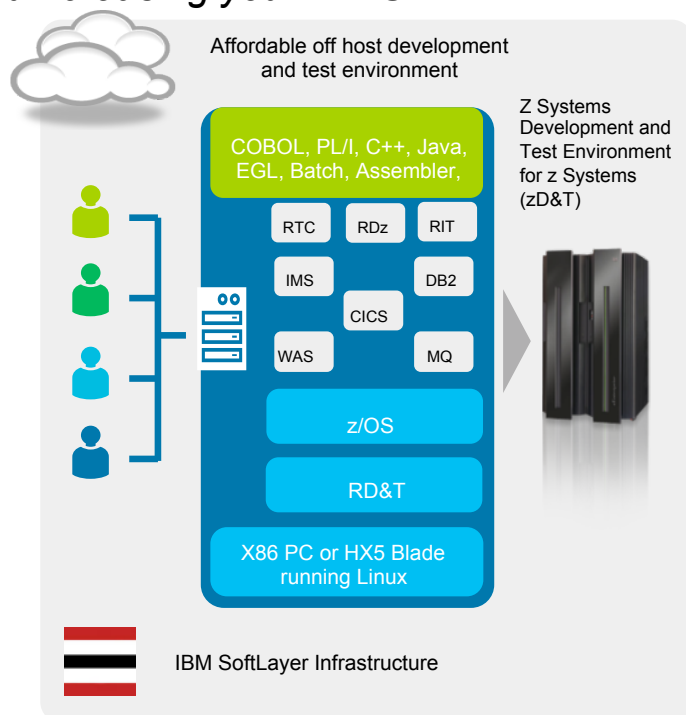 Affordable off host development
and test environment
Z Systems
Development and
Test Environment
for z Systems
(zD&T)
COBOL, PL/I, C++, Java,
EGL, Batch, Assembler,
RTC
RDz
RIT
IMS
DB2
CICS
WAS
MQ
z/OS
RD&T
X86 PC or HX5 Blade
running Linux
IBM SoftLayer Infrastructure